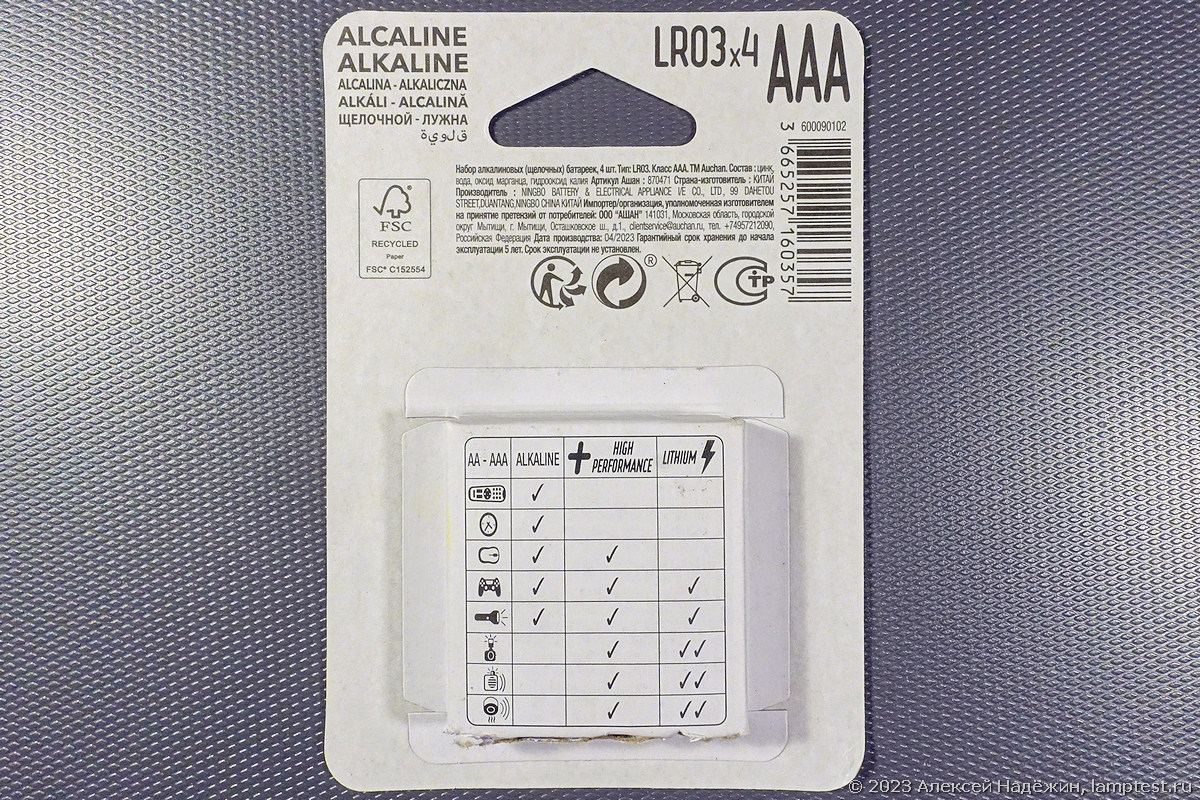 ALCALINE
ALKALINE
ALCALINA - ALKALICZNA
ALKÁLI - ALCALINĂ
ЩЕЛОЧНОЙ - ЛУЖНА
قلوية
LR03x4 AAA
3 665257 160357
600090102
FSC
RECYCLED
Paper
FSC® C152554
Набор алкалиновых (щелочных) батареек, 4 шт. Тип: LR03. Класс ААА. ТМ Auchan. Состав : цинк,
вода, оксид марганца, гидрооксид калия Артикул Ашан : 870471 Страна-изготовитель : КИТАЙ
Производитель : NINGBO BATTERY & ELECTRICAL APPLIANCE I/E CO., LTD , 99 DAHETOU
STREET,DUANTANG,NINGBO CHINA КИТАЙ Импортер/организация, уполномоченная изготовителем
на принятие претензий от потребителей: ООО "АШАН" 141031, Московская область, городской
округ Мытищи, г. Мытищи, Осташковское ш., д.1., clientservice@auchan.ru, тел. +74957212090,
Российская Федерация Дата производства: 04/2023 Гарантийный срок хранения до начала
эксплуатации 5 лет. Срок эксплуатации не установлен.
®
СТР
AA - AAA ALKALINE + HIGH PERFORMANCE LITHIUM
© 2023 Алексей Надёжин, lamptest.ru